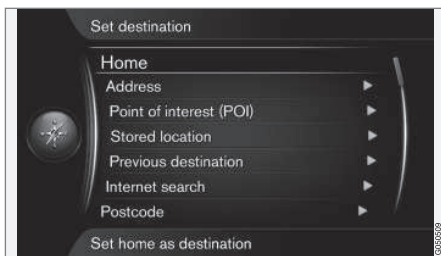 Set destination
Home
Address
Point of interest (POI)
Stored location
Previous destination
Internet search
Postcode
Set home as destination
G050509